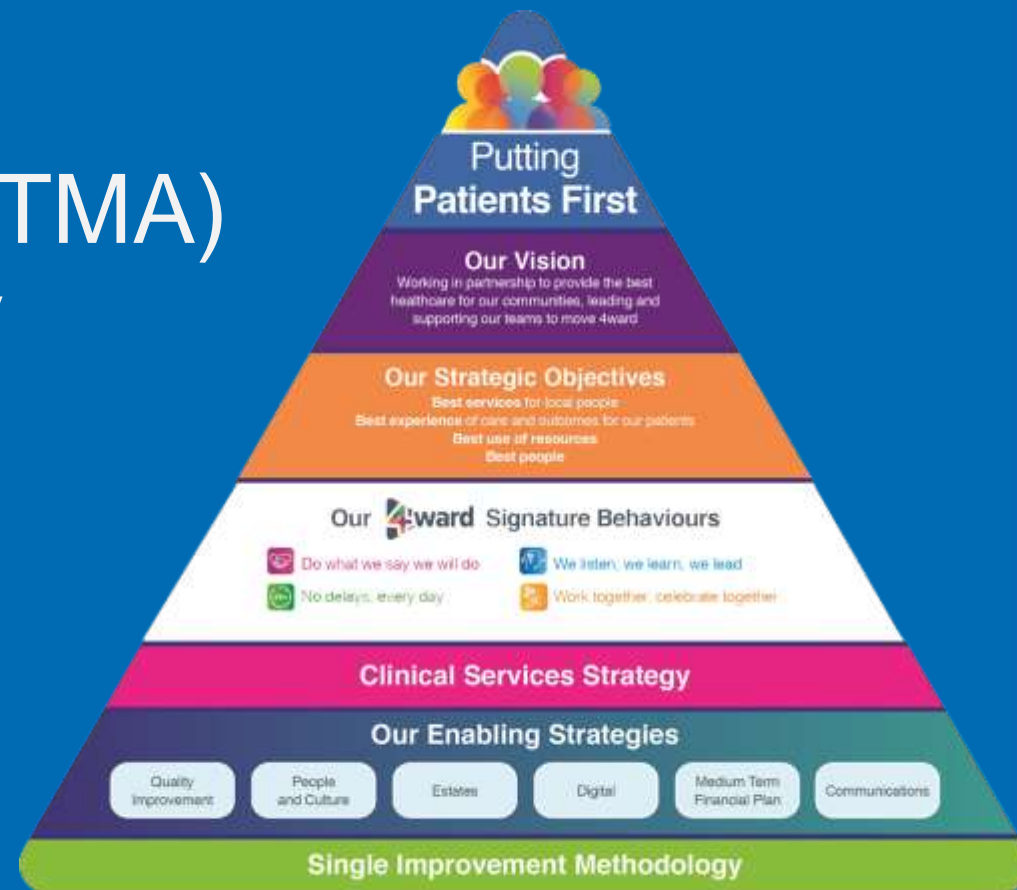 TMA)
Putting
Patients First
Our Vision
Working in partnership to provide the best
healthcare for our communities, leading and
supporting our teams to move 4ward
Our Strategic Objectives
Best services for local people
Best experience of care and outcomes for our patients
Best use of resources
Best people
Our 4ward Signature Behaviours
Do what we say we will do
We listen, we learn, we lead
No delays, every day
Work together, celebrate together
Clinical Services Strategy
Our Enabling Strategies
Quality
Improvement
People
and Culture
Estates
Digital
Medium Term
Financial Plan
Communications
Single Improvement Methodology